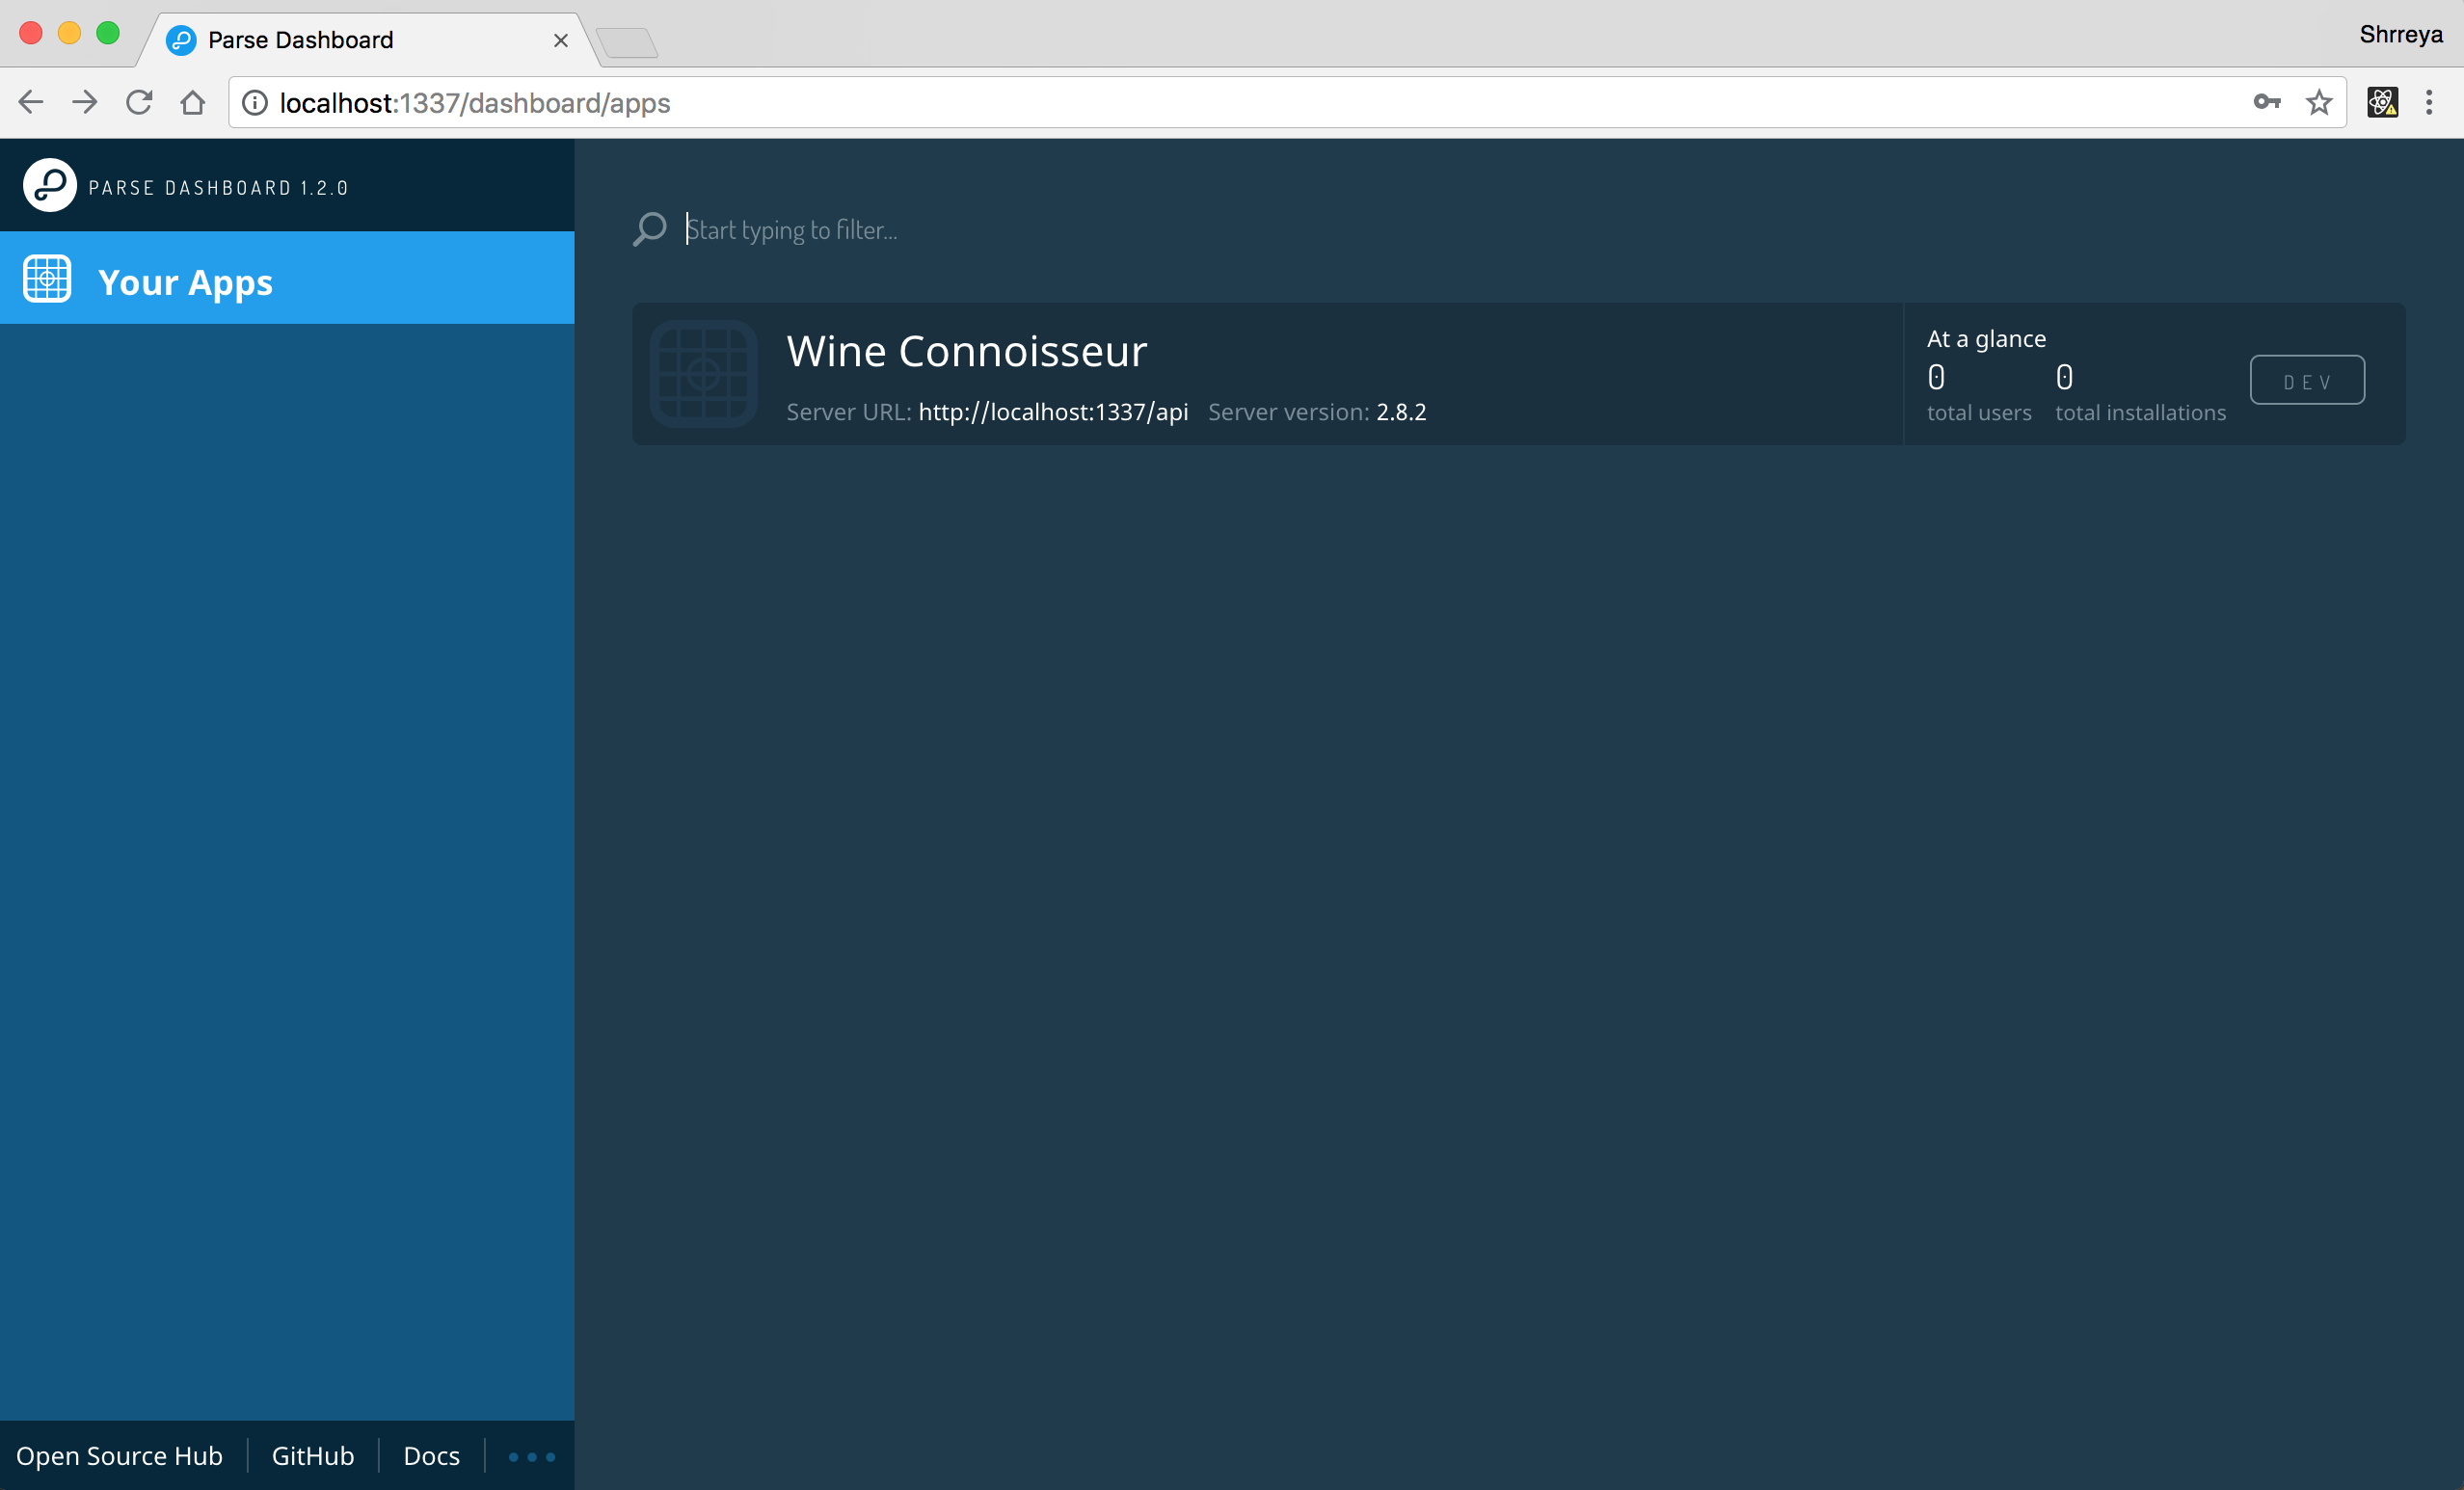 Parse Dashboard
Shrreya
localhost:1337/dashboard/apps
PARSE DASHBOARD 1.2.0
Your Apps
Start typing to filter...
Wine Connoisseur
Server URL: http://localhost:1337/api Server version: 2.8.2
At a glance
0 0
total users total installations
DEV
Open Source Hub GitHub Docs